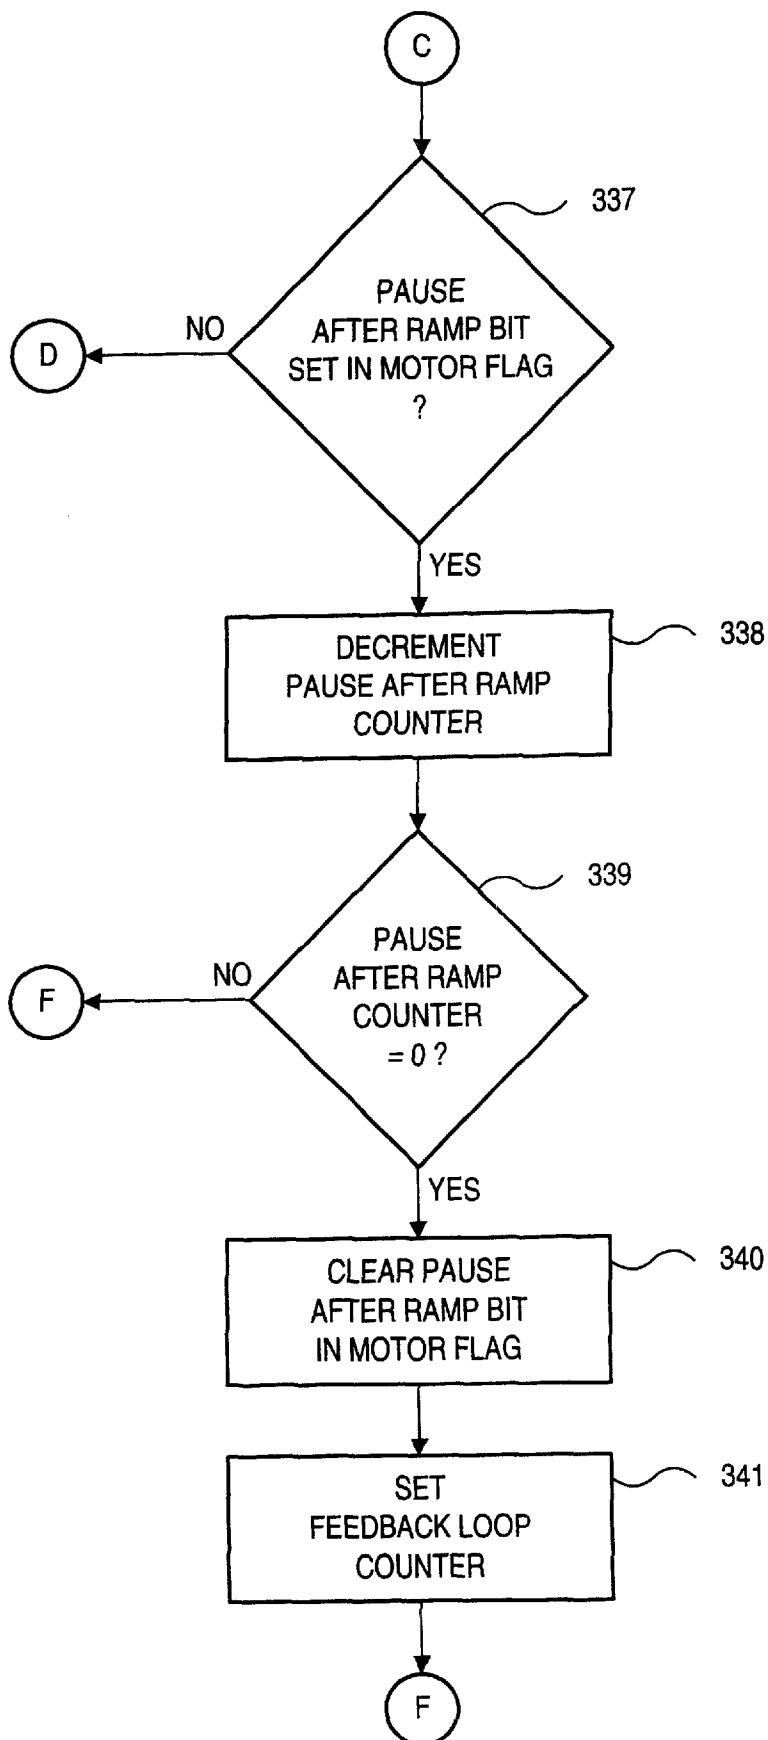 C
337
PAUSE
AFTER RAMP BIT
SET IN MOTOR FLAG
?
NO
D
YES
338
DECREMENT
PAUSE AFTER RAMP
COUNTER
339
PAUSE
AFTER RAMP
COUNTER
= 0 ?
NO
F
YES
340
CLEAR PAUSE
AFTER RAMP BIT
IN MOTOR FLAG
341
SET
FEEDBACK LOOP
COUNTER
F